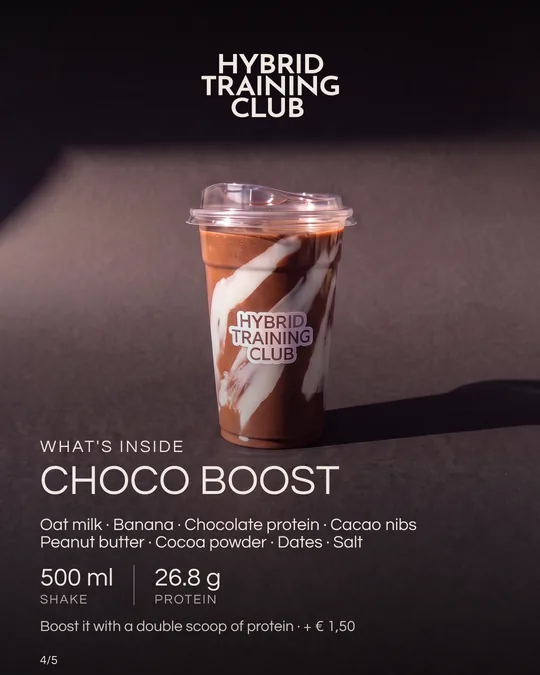 HYBRID
TRAINING
CLUB
HYBRID
TRAINING
CLUB
WHAT'S INSIDE
CHOCO BOOST
Oat milk · Banana · Chocolate protein · Cacao nibs
Peanut butter · Cocoa powder · Dates · Salt
500 ml
SHAKE
26.8 g
PROTEIN
Boost it with a double scoop of protein · + € 1,50
4/5